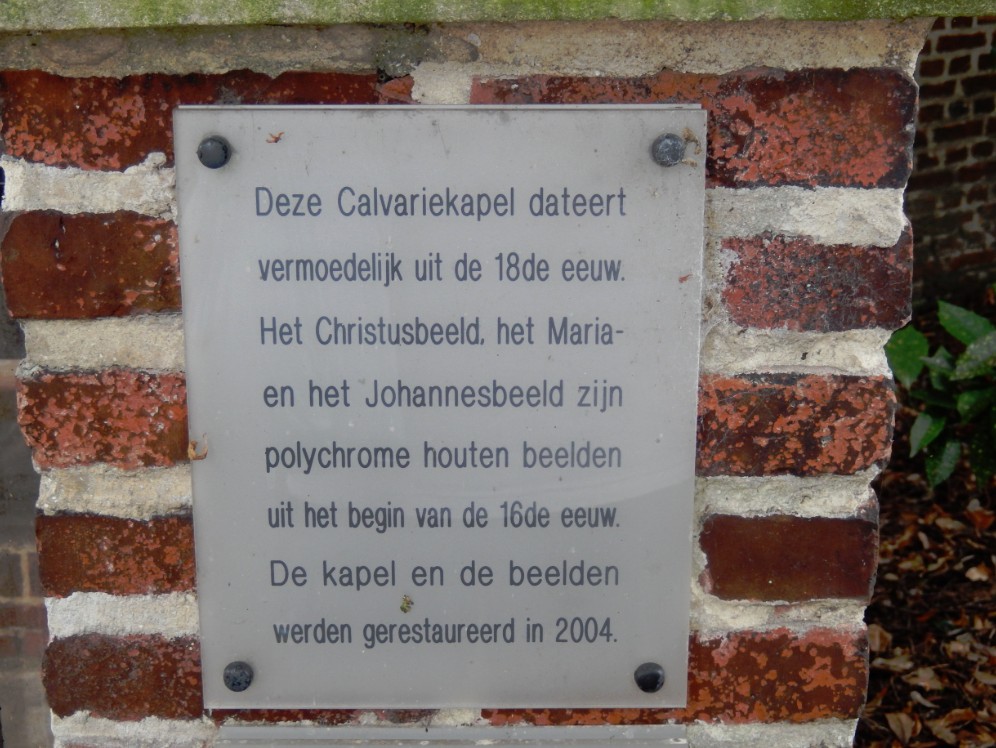 Deze Calvariekapel dateert
vermoedelijk uit de 18de eeuw.
Het Christusbeeld, het Maria-
en het Johannesbeeld zijn
polychrome houten beelden
uit het begin van de 16de eeuw.
De kapel en de beelden
werden gerestaureerd in 2004.